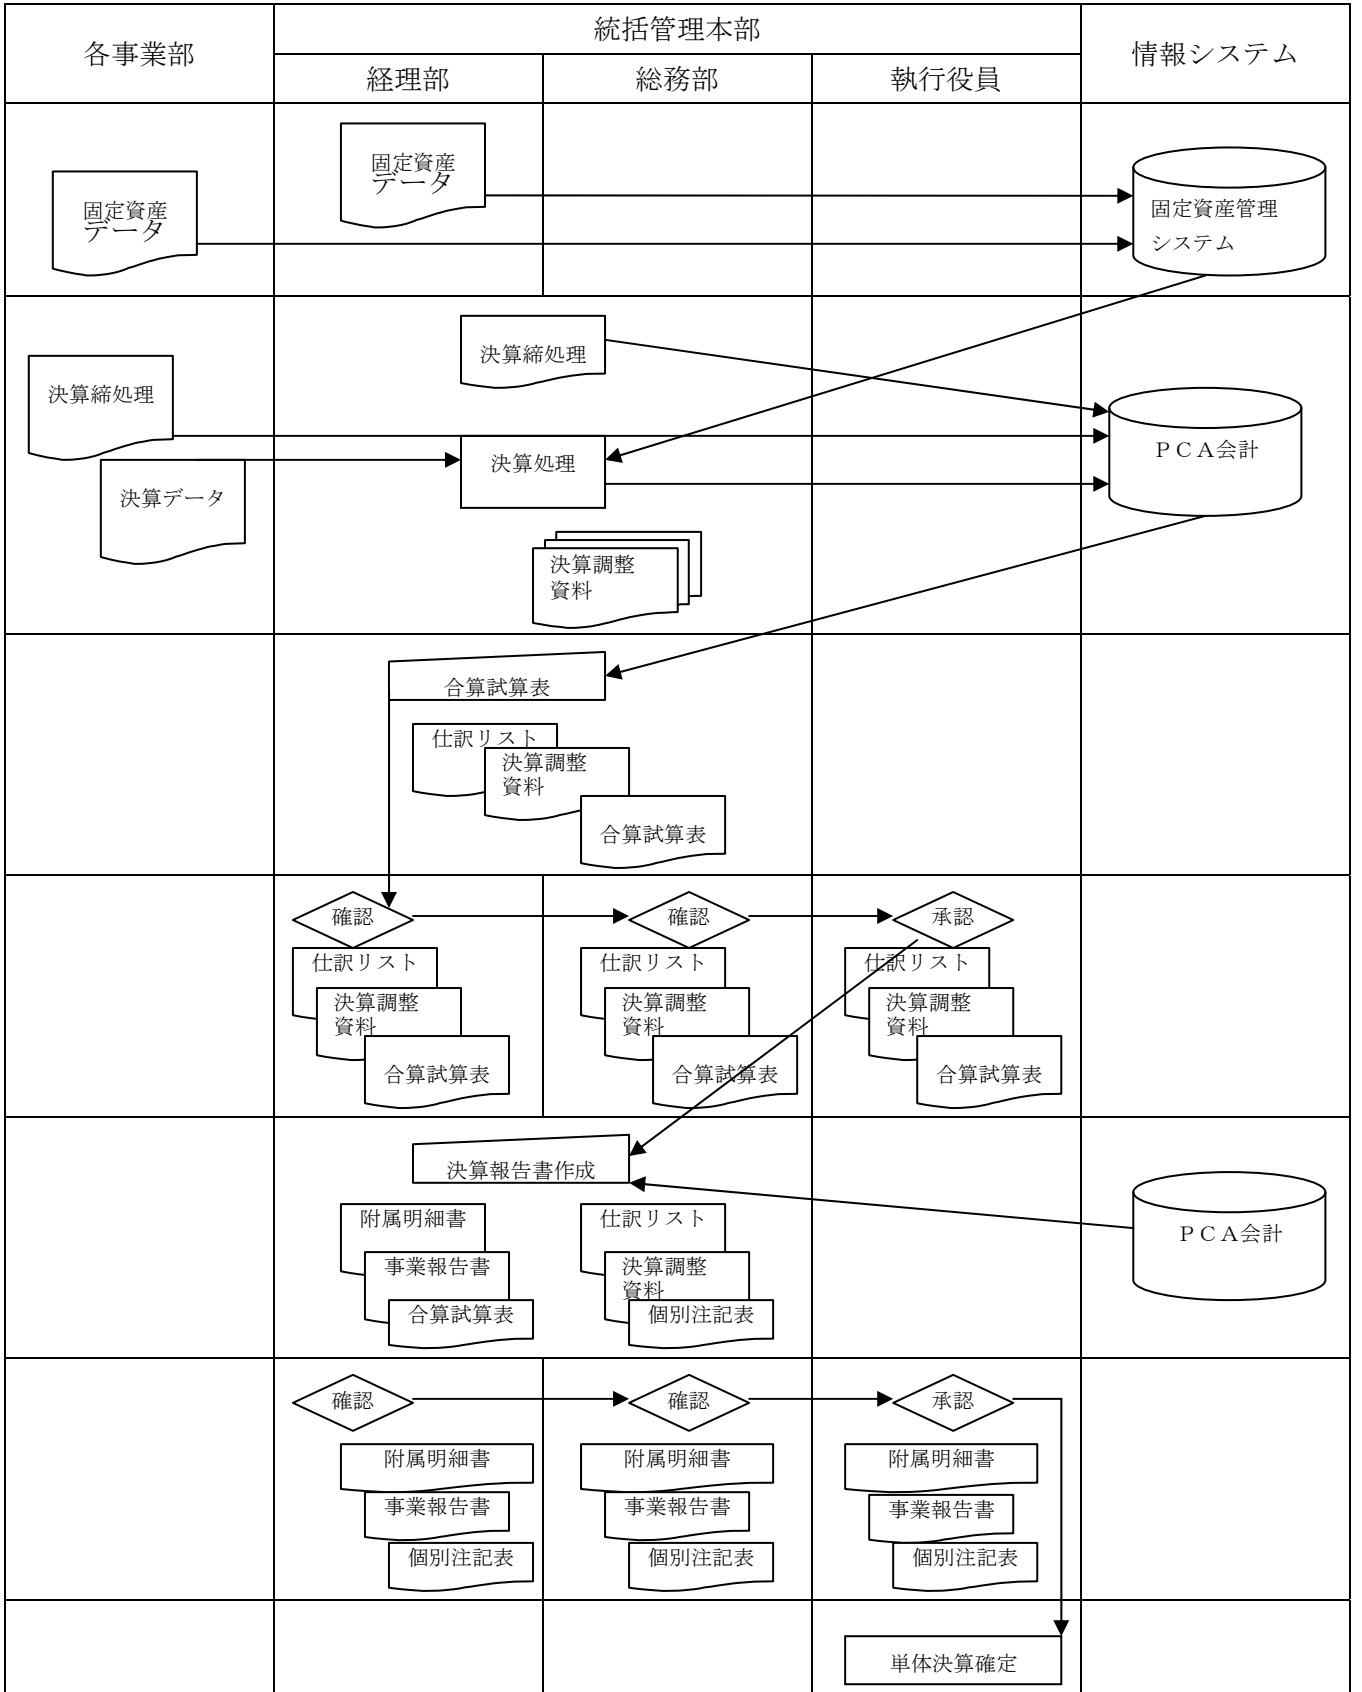 各事業部
統括管理本部
情報システム
経理部
総務部
執行役員
固定資産
データ
固定資産
データ
固定資産管理
システム
決算締処理
決算締処理
ＰＣＡ会計
決算処理
決算データ
決算調整
資料
合算試算表
仕訳リスト
決算調整
資料
合算試算表
確認
確認
承認
仕訳リスト
決算調整
資料
合算試算表
仕訳リスト
決算調整
資料
合算試算表
仕訳リスト
決算調整
資料
合算試算表
決算報告書作成
附属明細書
事業報告書
合算試算表
仕訳リスト
決算調整
資料
個別注記表
ＰＣＡ会計
確認
確認
承認
附属明細書
事業報告書
個別注記表
附属明細書
事業報告書
個別注記表
附属明細書
事業報告書
個別注記表
単体決算確定